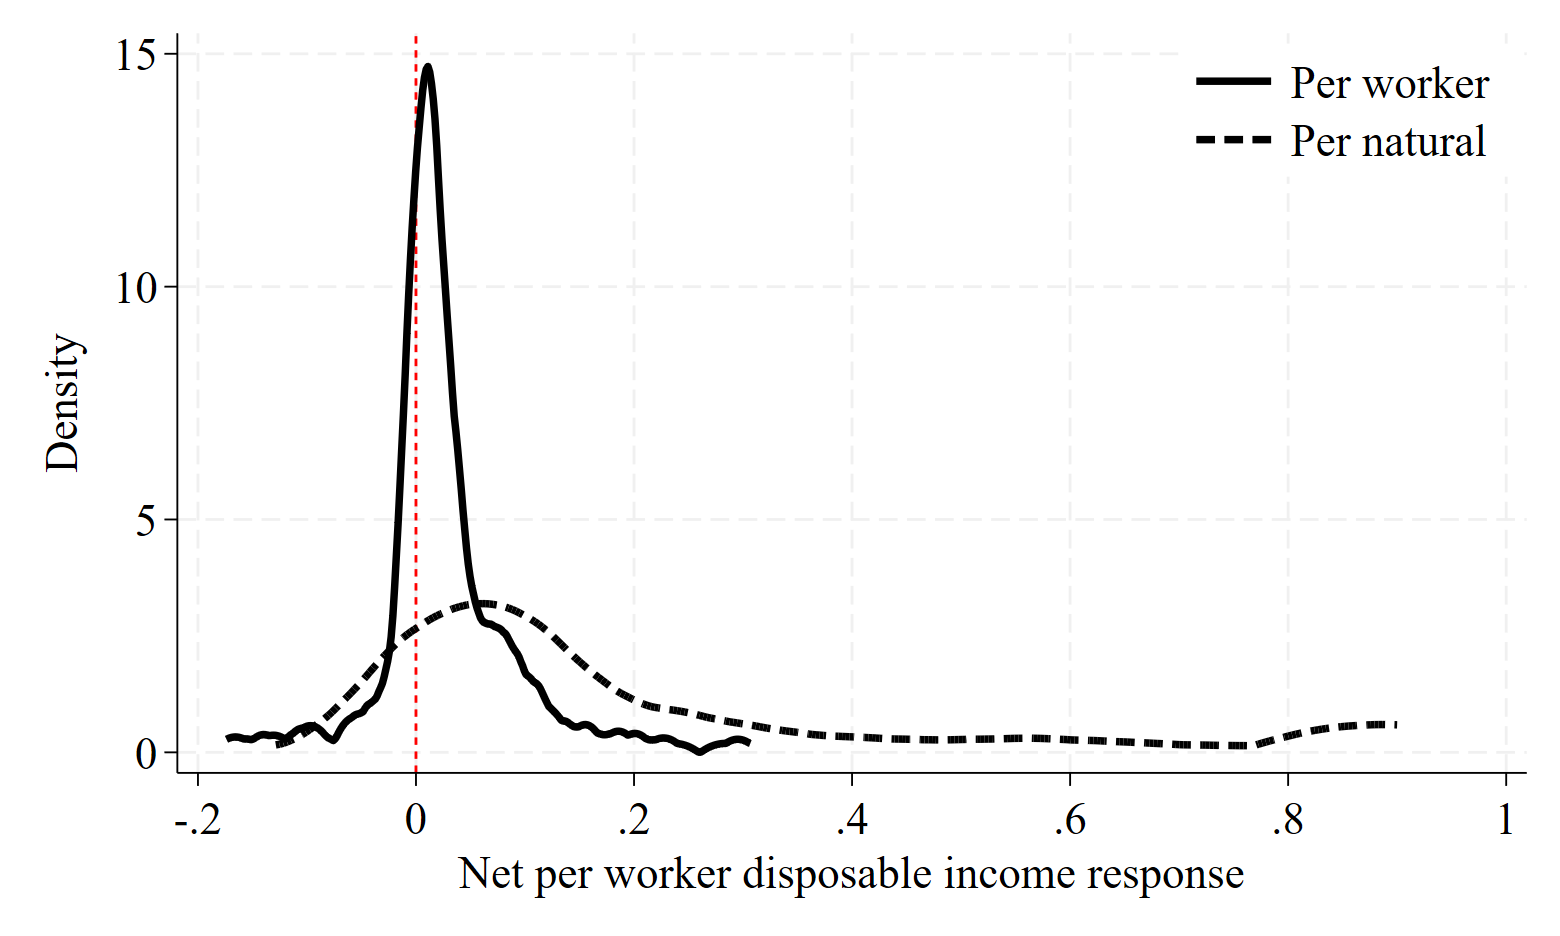 Per worker
Per natural
15
10
5
0
Density
-.2 0 .2 .4 .6 .8 1
Net per worker disposable income response